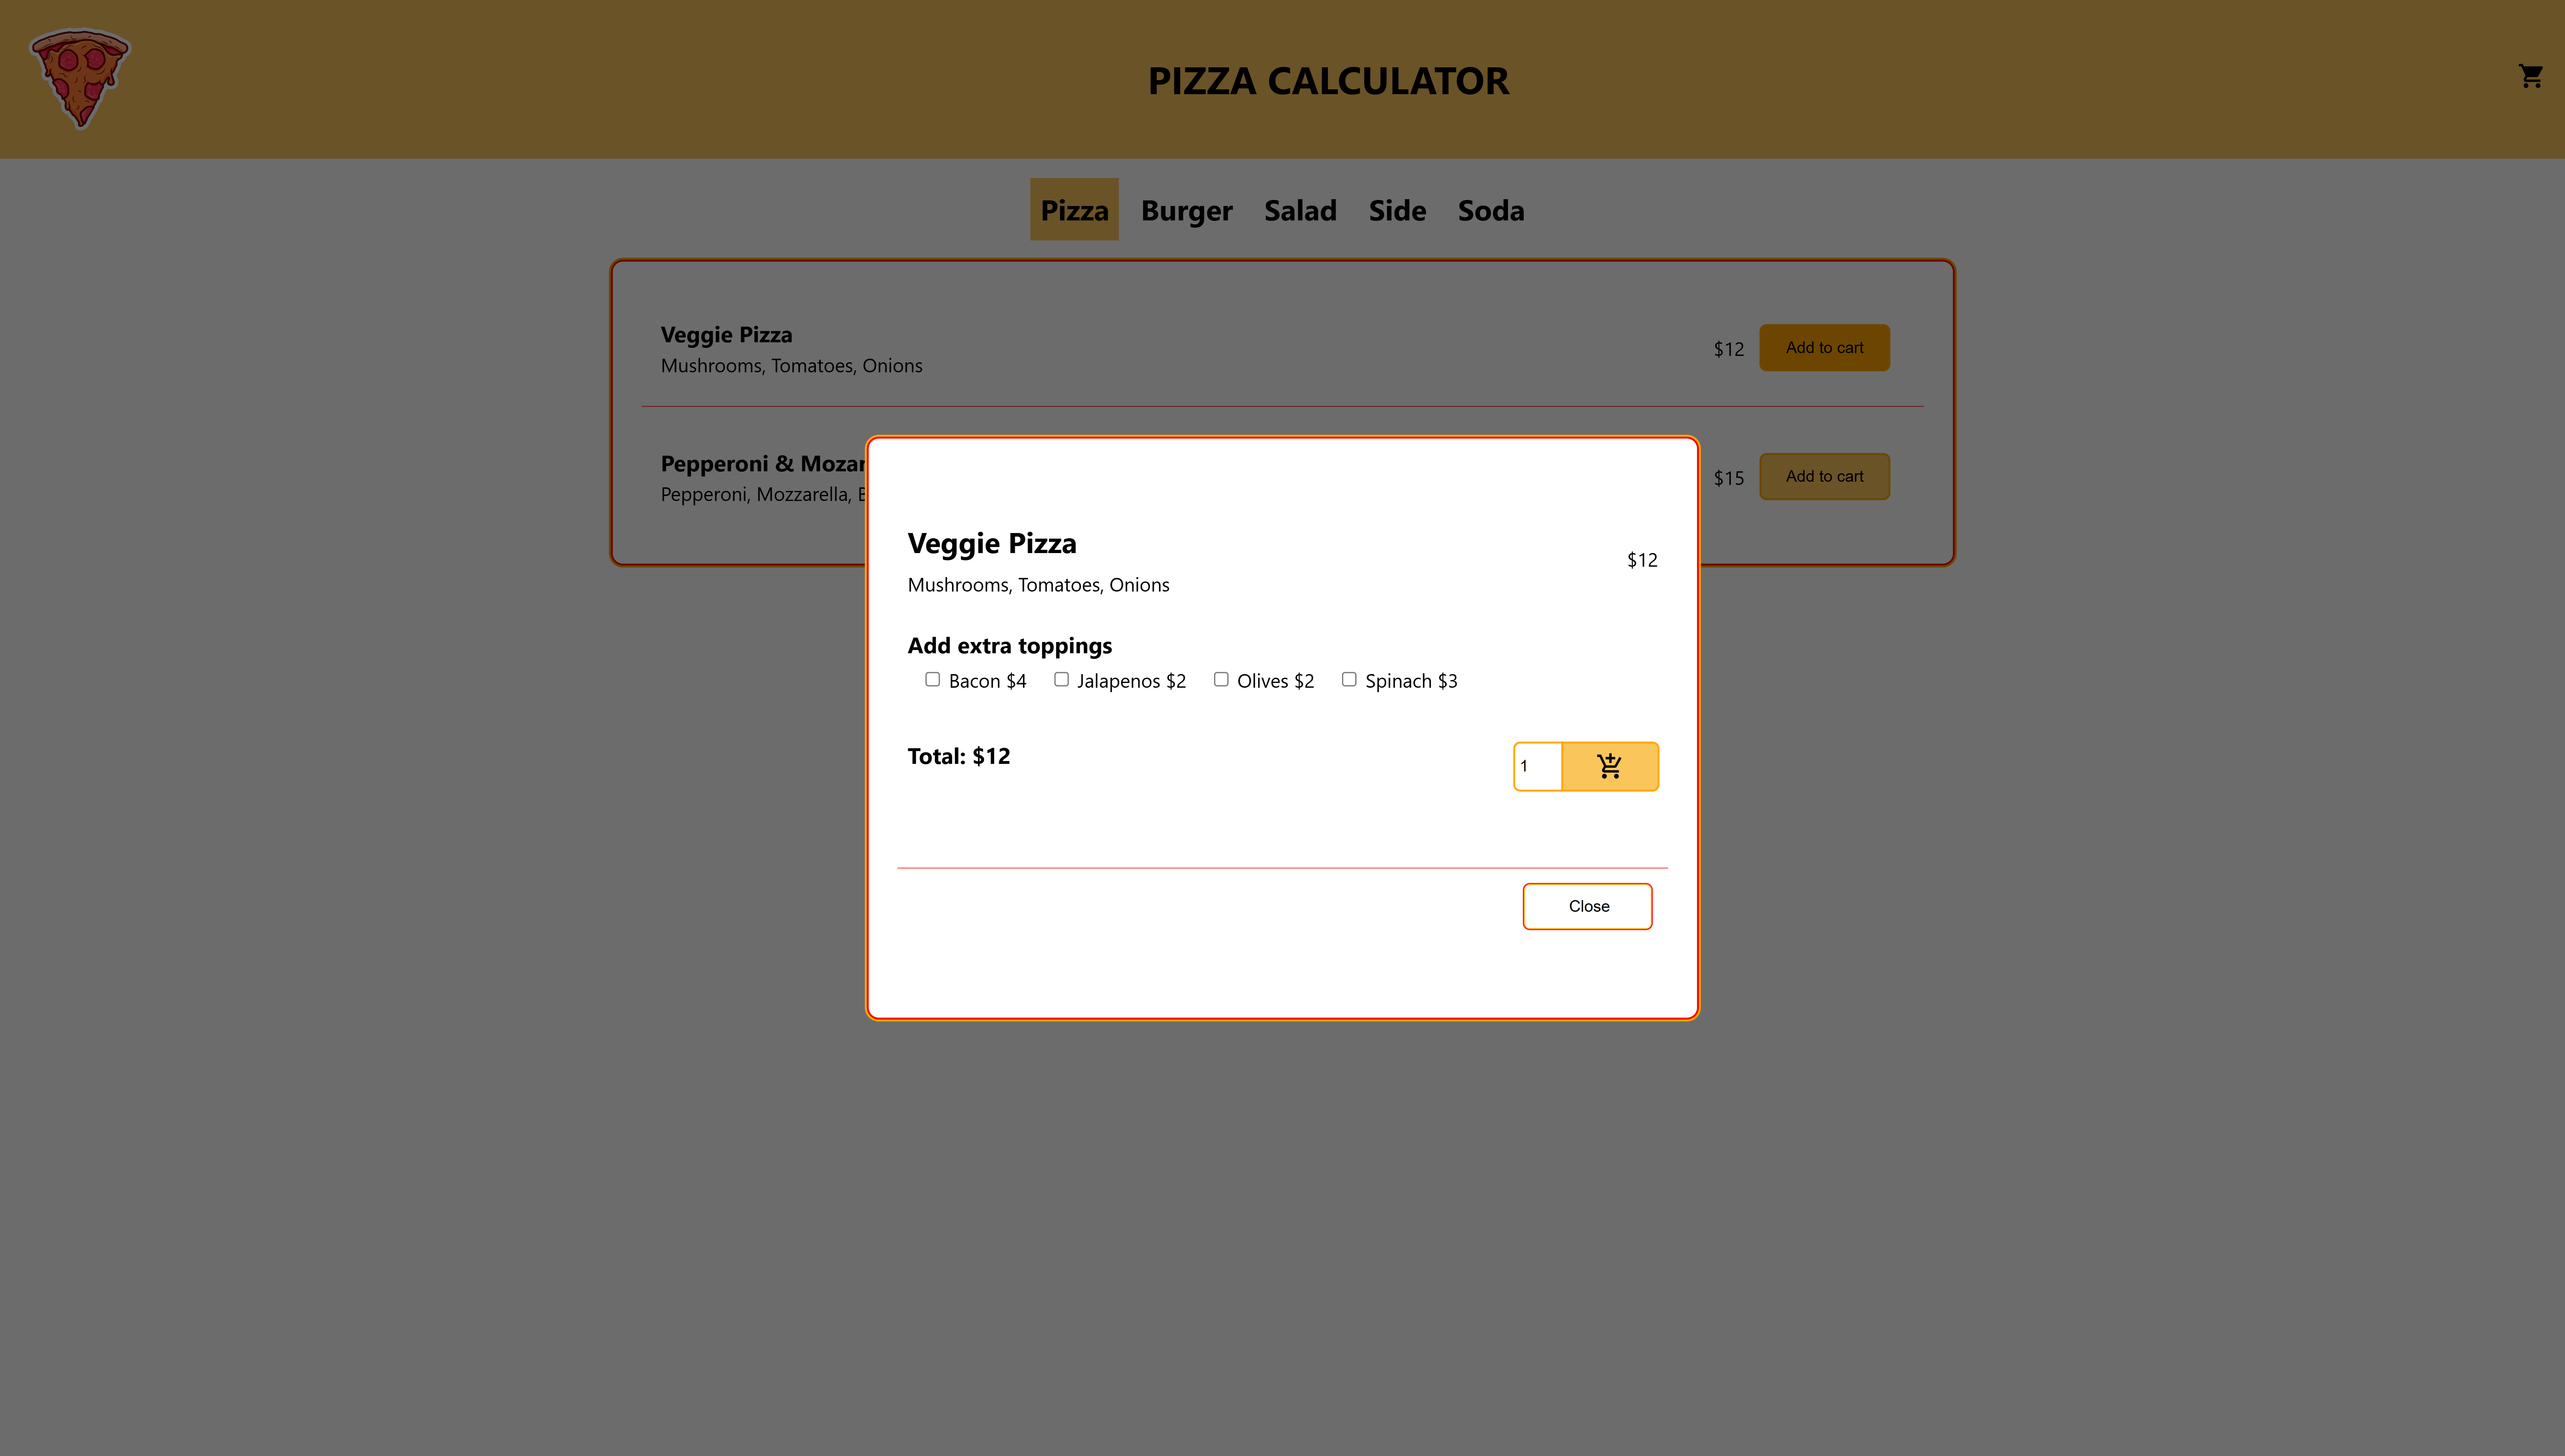 PIZZA CALCULATOR
Pizza Burger Salad Side Soda
Veggie Pizza
Mushrooms, Tomatoes, Onions
$12 Add to cart
Pepperoni & Mozar
Pepperoni, Mozzarella,
$15 Add to cart
Veggie Pizza
Mushrooms, Tomatoes, Onions
$12
Add extra toppings
Bacon $4 Jalapenos $2 Olives $2 Spinach $3
Total: $12
1
Close